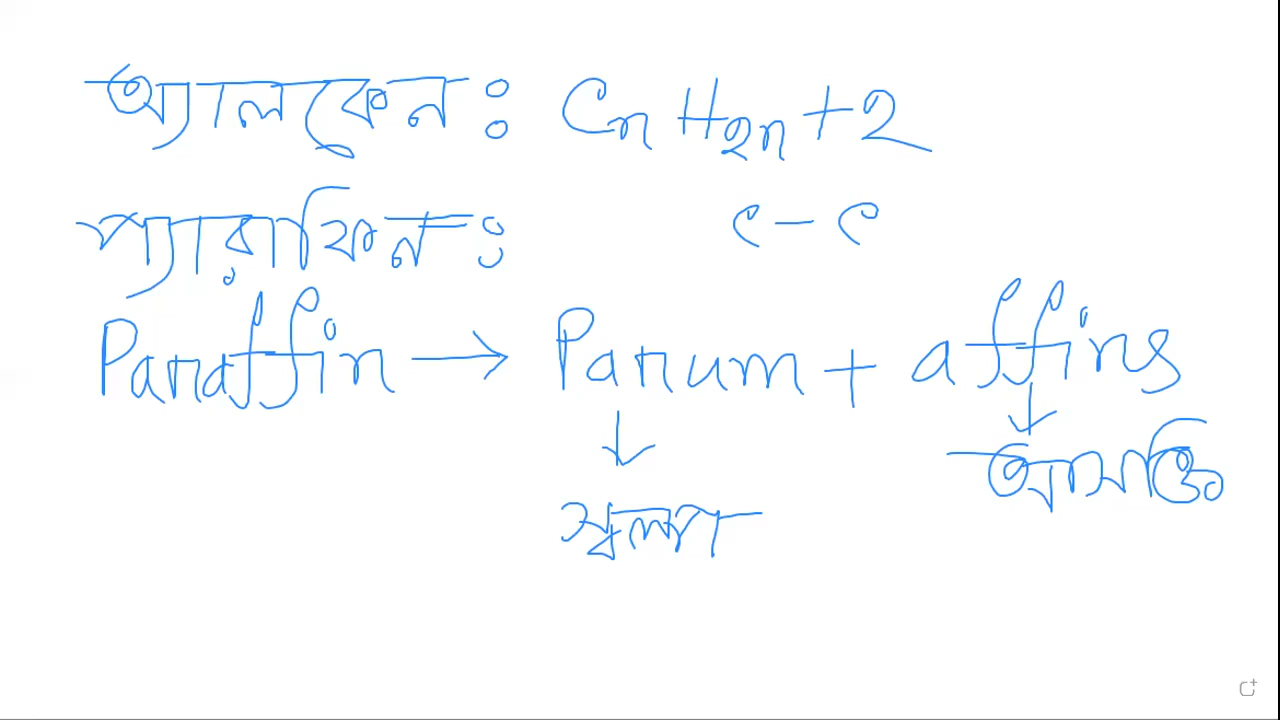 অ্যালকেন : CnH2n+2
প্যারাফিন : c - c
Paraffin → Parum + affins
↓ ↓
স্বল্প আসক্তি